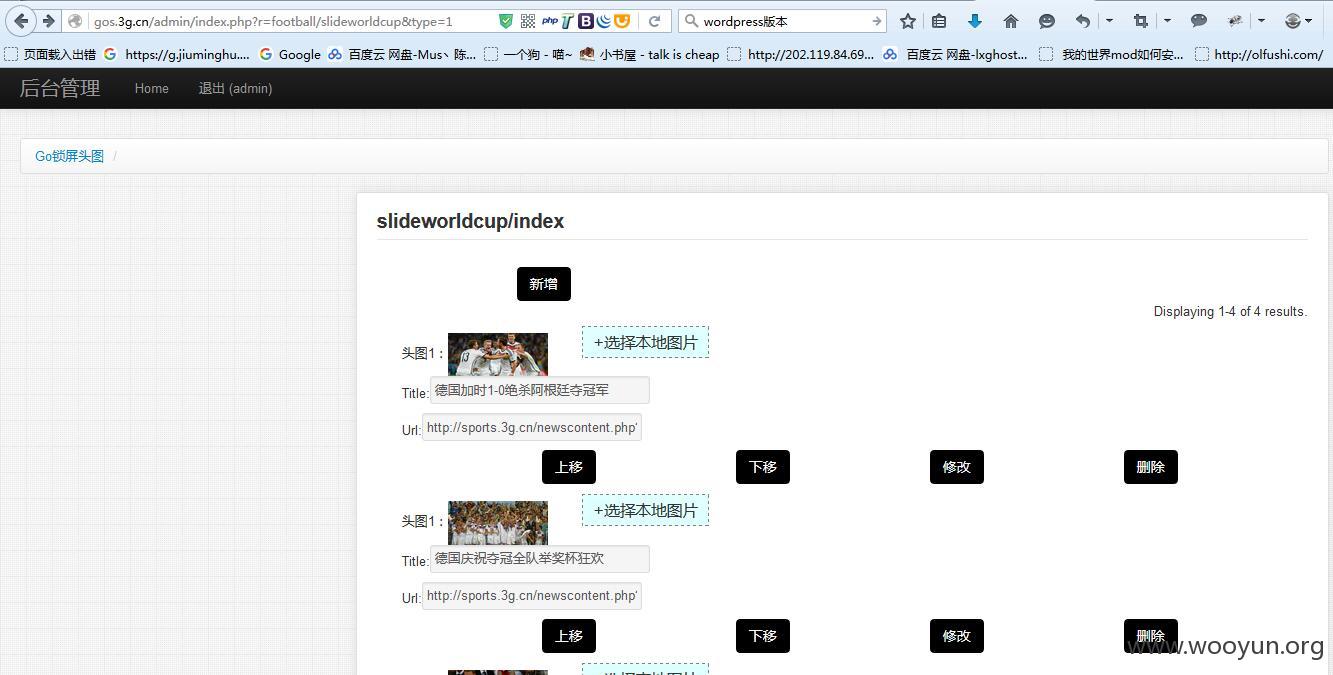 gos.3g.cn/admin/index.php?r=football/slideworldcup&type=1 php wordpress版本
页面载入出错 https://g.jiuminghu.... Google 百度云 网盘-Mus丶陈... 一个狗 - 喵~ 小书屋 - talk is cheap http://202.119.84.69... 百度云 网盘-lxghost... 我的世界mod如何安... http://olfushi.com/
后台管理 Home 退出 (admin)
Go锁屏头图 /
slideworldcup/index
新增
Displaying 1-4 of 4 results.
头图1： +选择本地图片
Title: 德国加时1-0绝杀阿根廷夺冠军
Url: http://sports.3g.cn/newscontent.php'
上移 下移 修改 删除
头图1： +选择本地图片
Title: 德国庆祝夺冠全队举奖杯狂欢
Url: http://sports.3g.cn/newscontent.php'
上移 下移 修改 删除
www.wooyun.org
+选择本地图片